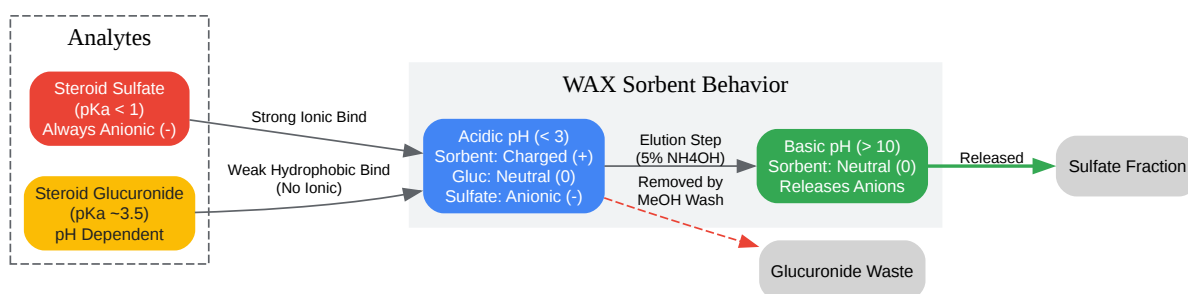 Analytes
Steroid Sulfate
(pKa < 1)
Always Anionic (-)
Steroid Glucuronide
(pKa ~3.5)
pH Dependent
Strong Ionic Bind
Weak Hydrophobic Bind
(No Ionic)
WAX Sorbent Behavior
Acidic pH (< 3)
Sorbent: Charged (+)
Gluc: Neutral (0)
Sulfate: Anionic (-)
Elution Step
(5% NH4OH)
Removed by
MeOH Wash
Basic pH (> 10)
Sorbent: Neutral (0)
Releases Anions
Released
Sulfate Fraction
Glucuronide Waste